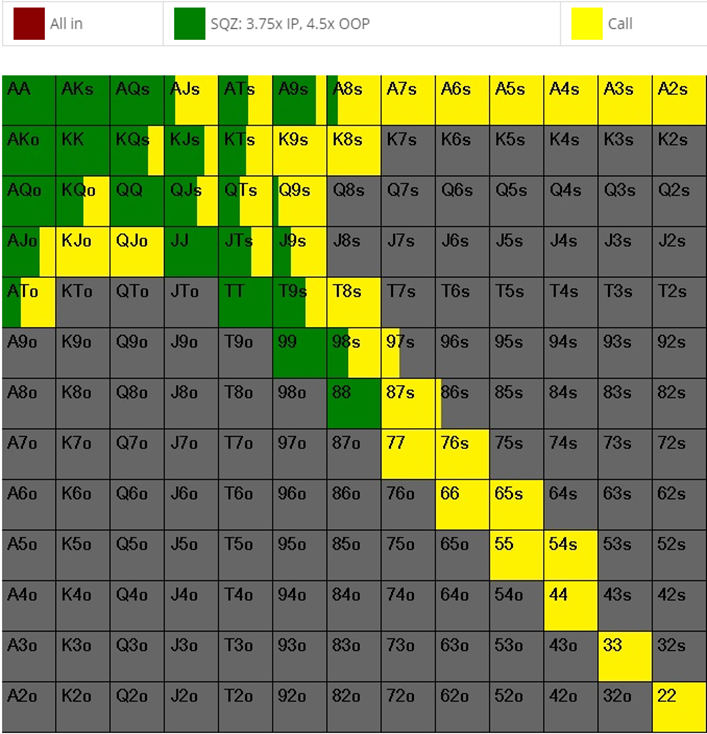 All in SQZ: 3.75x IP, 4.5x OOP Call
AA AKs AQs AJs ATs A9s A8s A7s A6s A5s A4s A3s A2s
AKo KK KQs KJs KTs K9s K8s K7s K6s K5s K4s K3s K2s
AQo KQo QQ QJs QTs Q9s Q8s Q7s Q6s Q5s Q4s Q3s Q2s
AJo KJo QJo JJ JTs J9s J8s J7s J6s J5s J4s J3s J2s
ATo KTo QTo JTo TT T9s T8s T7s T6s T5s T4s T3s T2s
A9o K9o Q9o J9o T9o 99 98s 97s 96s 95s 94s 93s 92s
A8o K8o Q8o J8o T8o 98o 88 87s 86s 85s 84s 83s 82s
A7o K7o Q7o J7o T7o 97o 87o 77 76s 75s 74s 73s 72s
A6o K6o Q6o J6o T6o 96o 86o 76o 66 65s 64s 63s 62s
A5o K5o Q5o J5o T5o 95o 85o 75o 65o 55 54s 53s 52s
A4o K4o Q4o J4o T4o 94o 84o 74o 64o 54o 44 43s 42s
A3o K3o Q3o J3o T3o 93o 83o 73o 63o 53o 43o 33 32s
A2o K2o Q2o J2o T2o 92o 82o 72o 62o 52o 42o 32o 22